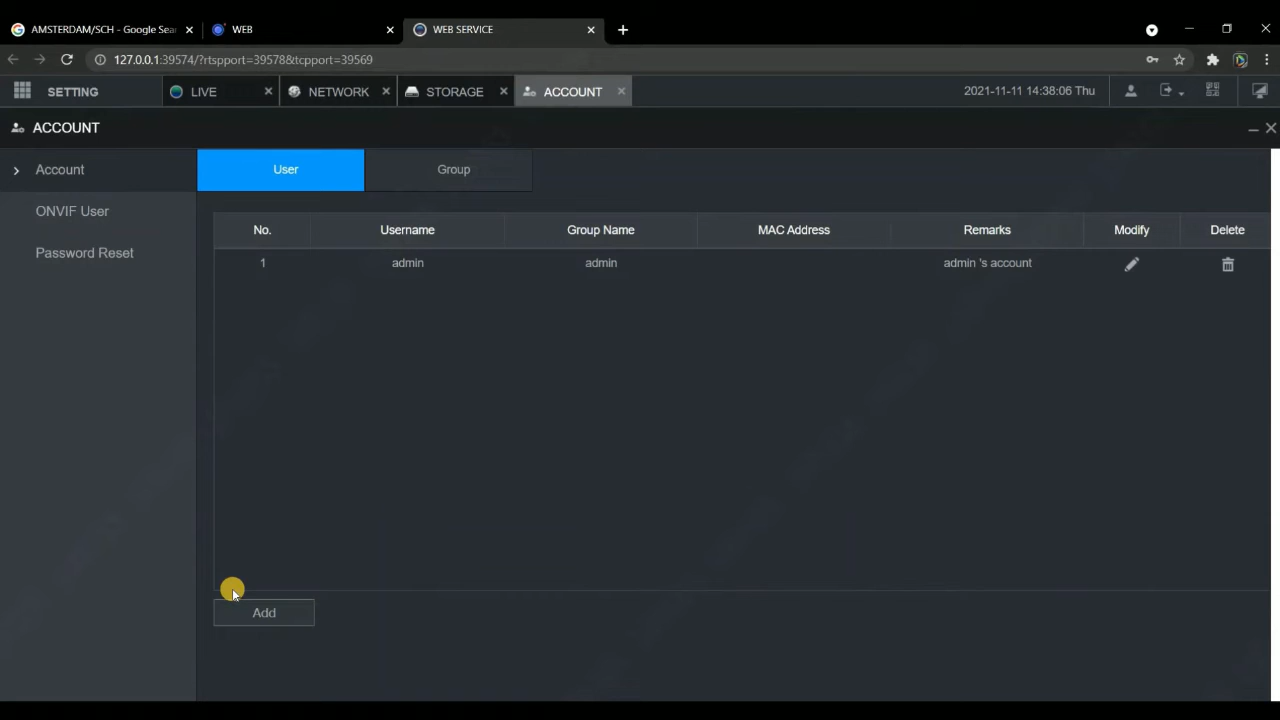 AMSTERDAM/SCH - Google Sear
WEB
WEB SERVICE
127.0.0.1:39574/?rtspport=39578&tcpport=39569
SETTING
LIVE
NETWORK
STORAGE
ACCOUNT
2021-11-11 14:38:06 Thu
ACCOUNT
Account
ONVIF User
Password Reset
User
Group
No. Username Group Name MAC Address Remarks Modify Delete
1 admin admin admin 's account
Add